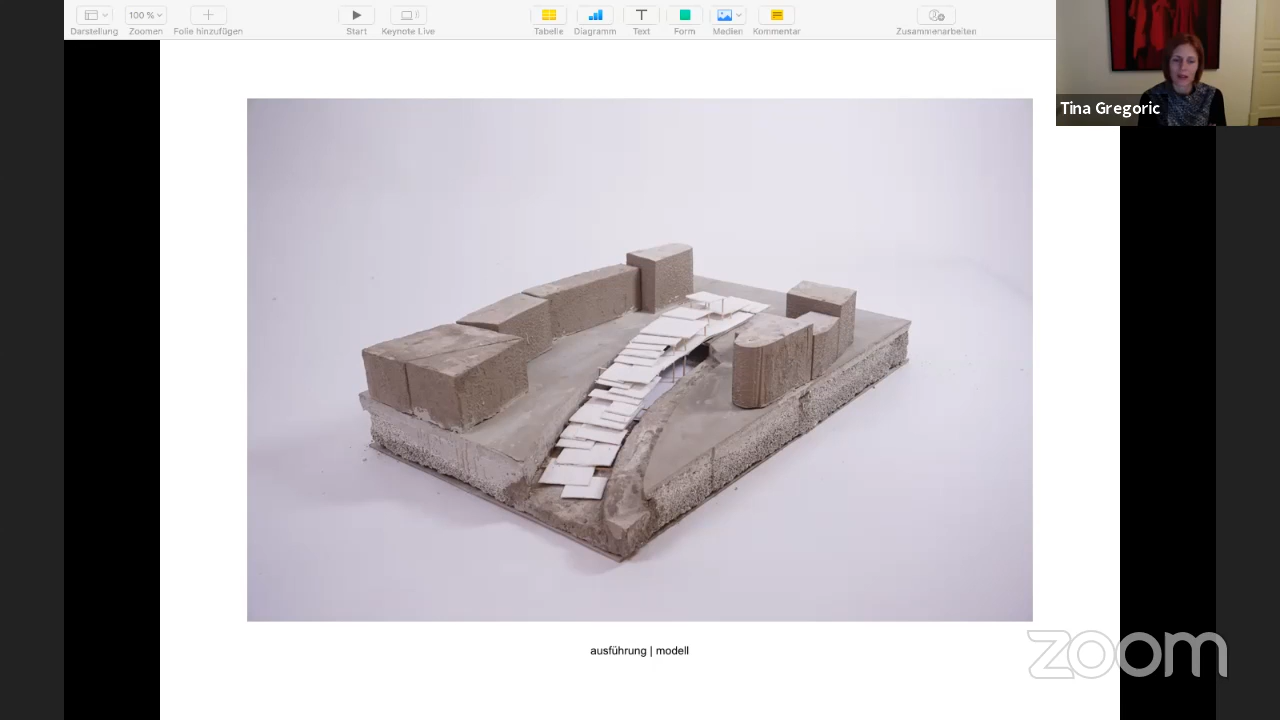 Darstellung
100 %
Zoomen
Folie hinzufügen
Start
Keynote Live
Tabelle
Diagramm
Text
Form
Medien
Kommentar
Zusammenarbeiten
Tina Gregoric
ausführung | modell
zoom